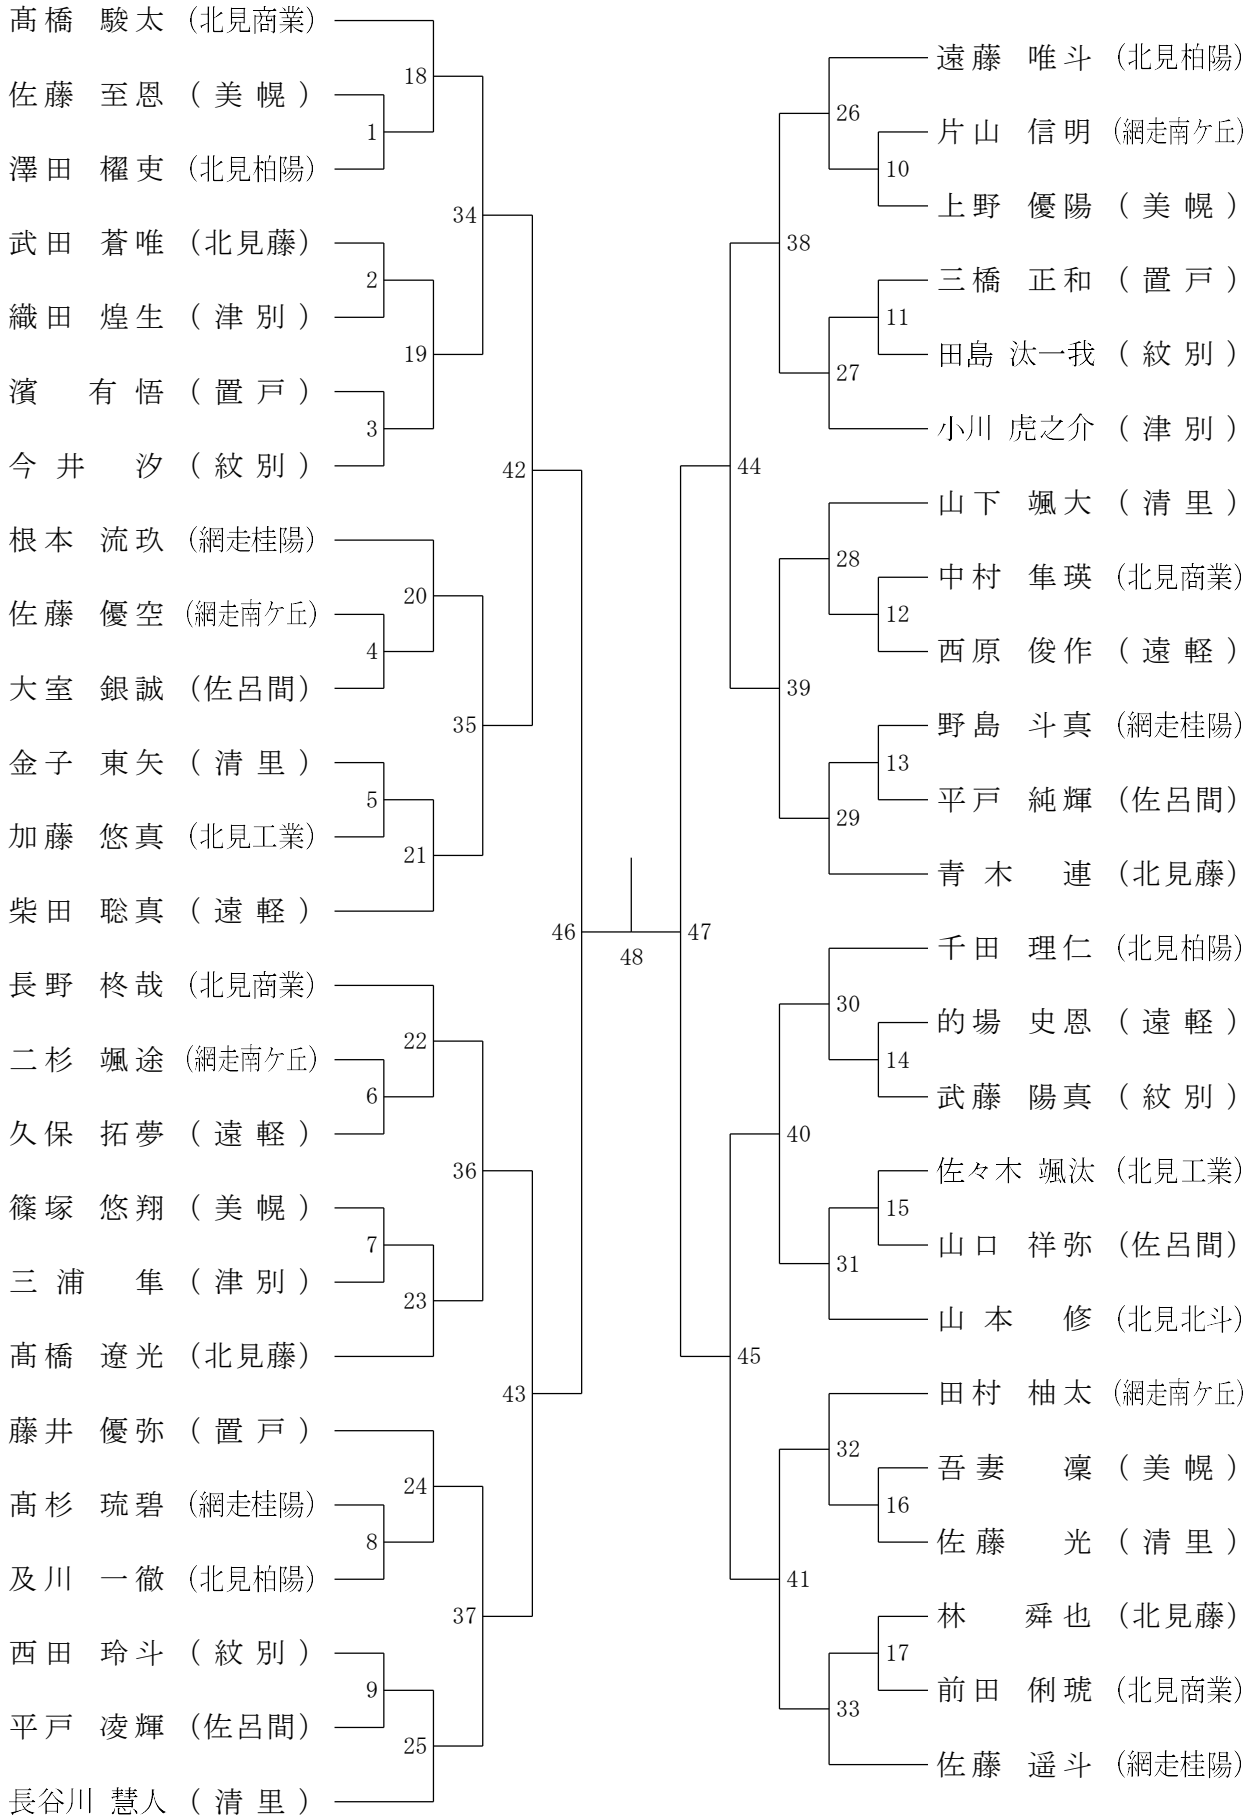 髙橋 駿太 (北見商業)
佐藤 至恩 (美幌)
澤田 櫂吏 (北見柏陽)
武田 蒼唯 (北見藤)
織田 煌生 (津別)
濱 有悟 (置戸)
今井 汐 (紋別)
根本 流玖 (網走桂陽)
佐藤 優空 (網走南ケ丘)
大室 銀誠 (佐呂間)
金子 東矢 (清里)
加藤 悠真 (北見工業)
柴田 聡真 (遠軽)
長野 柊哉 (北見商業)
二杉 颯途 (網走南ケ丘)
久保 拓夢 (遠軽)
篠塚 悠翔 (美幌)
三浦 隼 (津別)
髙橋 遼光 (北見藤)
藤井 優弥 (置戸)
髙杉 琉碧 (網走桂陽)
及川 一徹 (北見柏陽)
西田 玲斗 (紋別)
平戸 凌輝 (佐呂間)
長谷川 慧人 (清里)
1
2
3
4
5
6
7
8
9
18
19
20
21
22
23
24
25
34
35
36
37
42
43
46
48
47
44
45
38
39
40
41
26
27
28
29
30
31
32
33
10
11
12
13
14
15
16
17
遠藤 唯斗 (北見柏陽)
片山 信明 (網走南ケ丘)
上野 優陽 (美幌)
三橋 正和 (置戸)
田島 汰一我 (紋別)
小川 虎之介 (津別)
山下 颯大 (清里)
中村 隼瑛 (北見商業)
西原 俊作 (遠軽)
野島 斗真 (網走桂陽)
平戸 純輝 (佐呂間)
青木 連 (北見藤)
千田 理仁 (北見柏陽)
的場 史恩 (遠軽)
武藤 陽真 (紋別)
佐々木 颯汰 (北見工業)
山口 祥弥 (佐呂間)
山本 修 (北見北斗)
田村 柚太 (網走南ケ丘)
吾妻 凜 (美幌)
佐藤 光 (清里)
林 舜也 (北見藤)
前田 俐琥 (北見商業)
佐藤 遥斗 (網走桂陽)